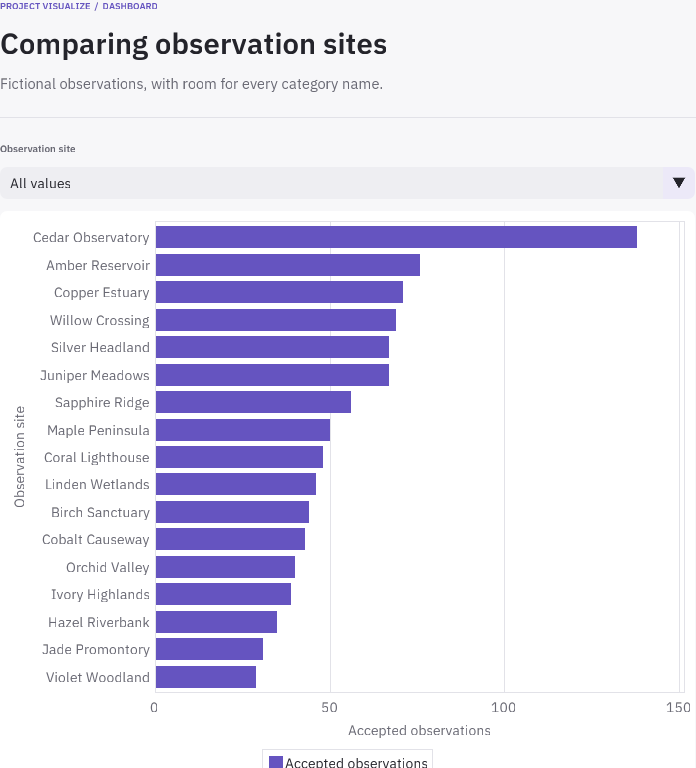 PROJECT VISUALIZE / DASHBOARD
Comparing observation sites
Fictional observations, with room for every category name.
Observation site
All values
Cedar Observatory
Amber Reservoir
Copper Estuary
Willow Crossing
Silver Headland
Juniper Meadows
Sapphire Ridge
Maple Peninsula
Coral Lighthouse
Linden Wetlands
Birch Sanctuary
Cobalt Causeway
Orchid Valley
Ivory Highlands
Hazel Riverbank
Jade Promontory
Violet Woodland
Observation site
0 50 100 150
Accepted observations
Accepted observations